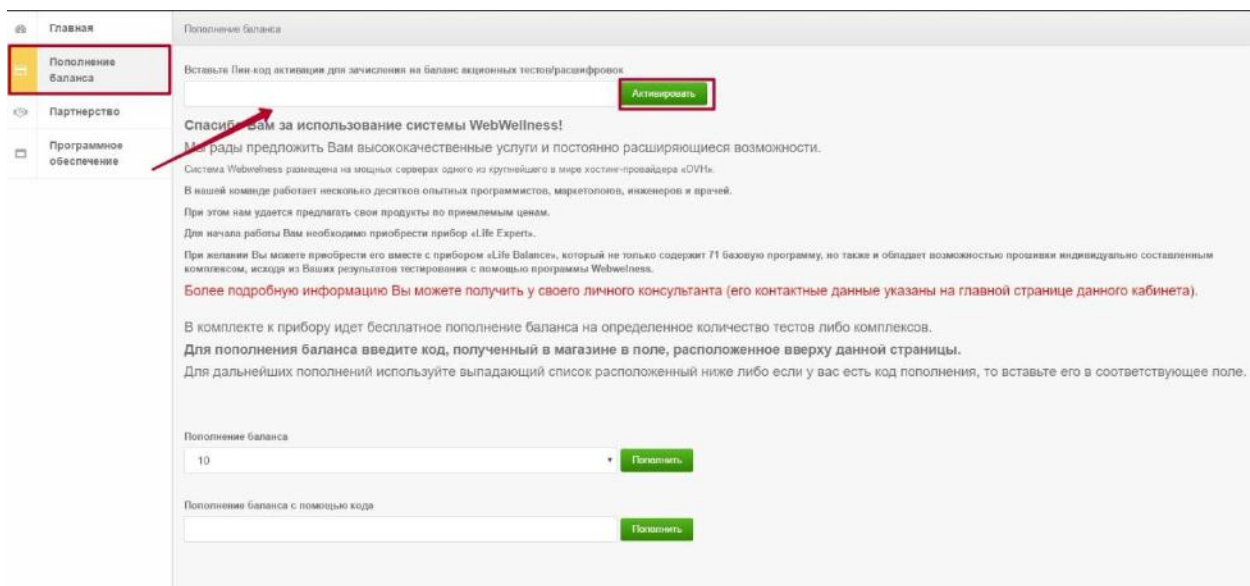 Главная
Пополнение баланса
Пополнение
баланса
Вставьте Пин-код активации для зачисления на баланс акционных тестов/расшифровок
Активировать
Партнерство
Спасибо Вам за использование системы WebWellness!
Программное
обеспечение
Мы рады предложить Вам высококачественные услуги и постоянно расширяющиеся возможности.
Система Webwelness размещена на мощных серверах одного из крупнейшего в мире хостинг-провайдера «OVH».
В нашей команде работает несколько десятков опытных программистов, маркетологов, инженеров и врачей.
При этом нам удается предлагать свои продукты по приемлемым ценам.
Для начала работы Вам необходимо приобрести прибор «Life Expert».
При желании Вы можете приобрести его вместе с прибором «Life Balance», который не только содержит 71 базовую программу, но также и обладает возможностью прошивки индивидуально составленным
комплексом, исходя из Ваших результатов тестирования с помощью программы Webwelness.
Более подробную информацию Вы можете получить у своего личного консультанта (его контактные данные указаны на главной странице данного кабинета).
В комплекте к прибору идет бесплатное пополнение баланса на определенное количество тестов либо комплексов.
Для пополнения баланса введите код, полученный в магазине в поле, расположенное вверху данной страницы.
Для дальнейших пополнений используйте выпадающий список расположенный ниже либо если у вас есть код пополнения, то вставьте его в соответствующее поле.
Пополнение баланса
10
Пополнить
Пополнение баланса с помощью кода
Пополнить